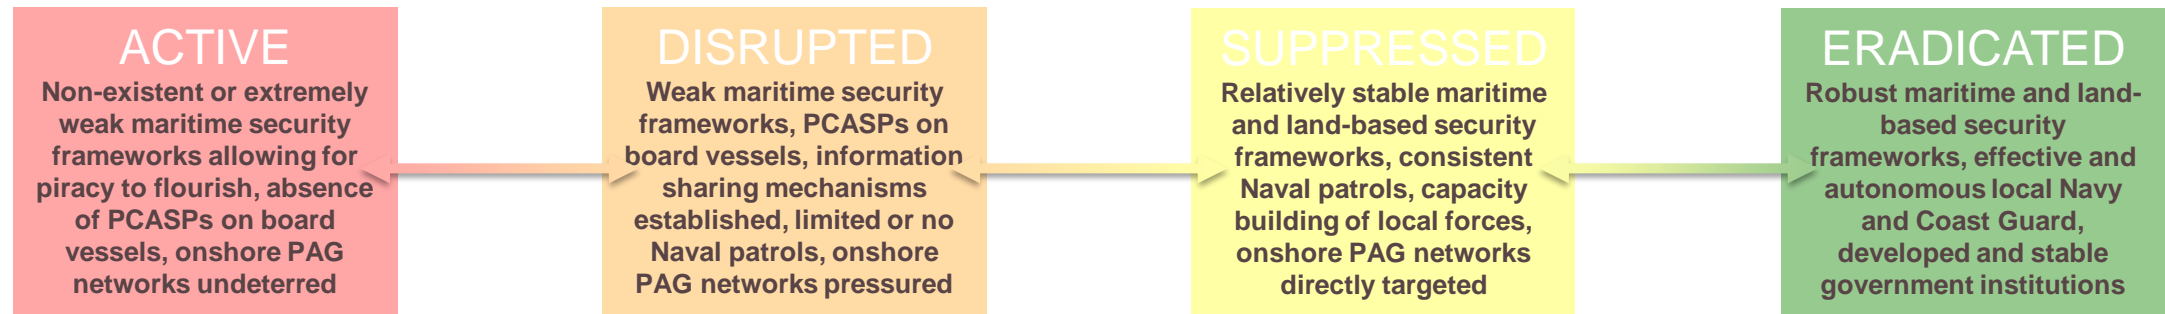 ACTIVE
Non-existent or extremely
weak maritime security
frameworks allowing for
piracy to flourish, absence
of PCASPs on board
vessels, onshore PAG
networks undeterred
DISRUPTED
Weak maritime security
frameworks, PCASPs on
board vessels, information
sharing mechanisms
established, limited or no
Naval patrols, onshore
PAG networks pressured
SUPPRESSED
Relatively stable maritime
and land-based security
frameworks, consistent
Naval patrols, capacity
building of local forces,
onshore PAG networks
directly targeted
ERADICATED
Robust maritime and land-
based security
frameworks, effective and
autonomous local Navy
and Coast Guard,
developed and stable
government institutions